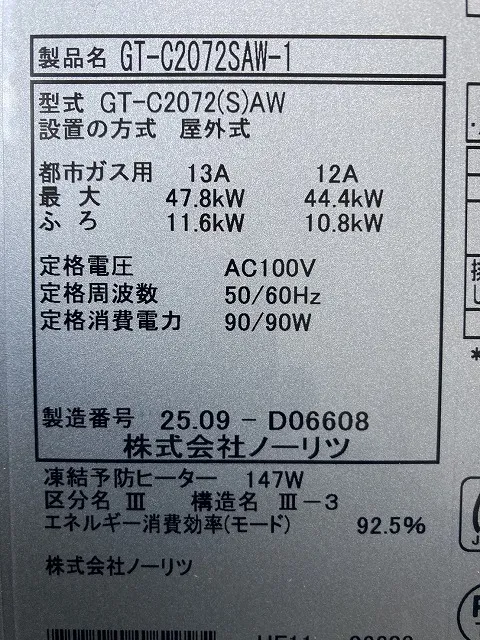 製品名 GT-C2072SAW-1
型式 GT-C2072(S)AW
設置の方式 屋外式
都市ガス用 13A 12A
最 大 47.8kW 44.4kW
ふ ろ 11.6kW 10.8kW
定格電圧 AC100V
定格周波数 50/60Hz
定格消費電力 90/90W
製造番号 25.09 - D06608
株式会社ノーリツ
凍結予防ヒーター 147W
区分名 Ⅲ 構造名 Ⅲ-3
エネルギー消費効率(モード) 92.5%
株式会社ノーリツ